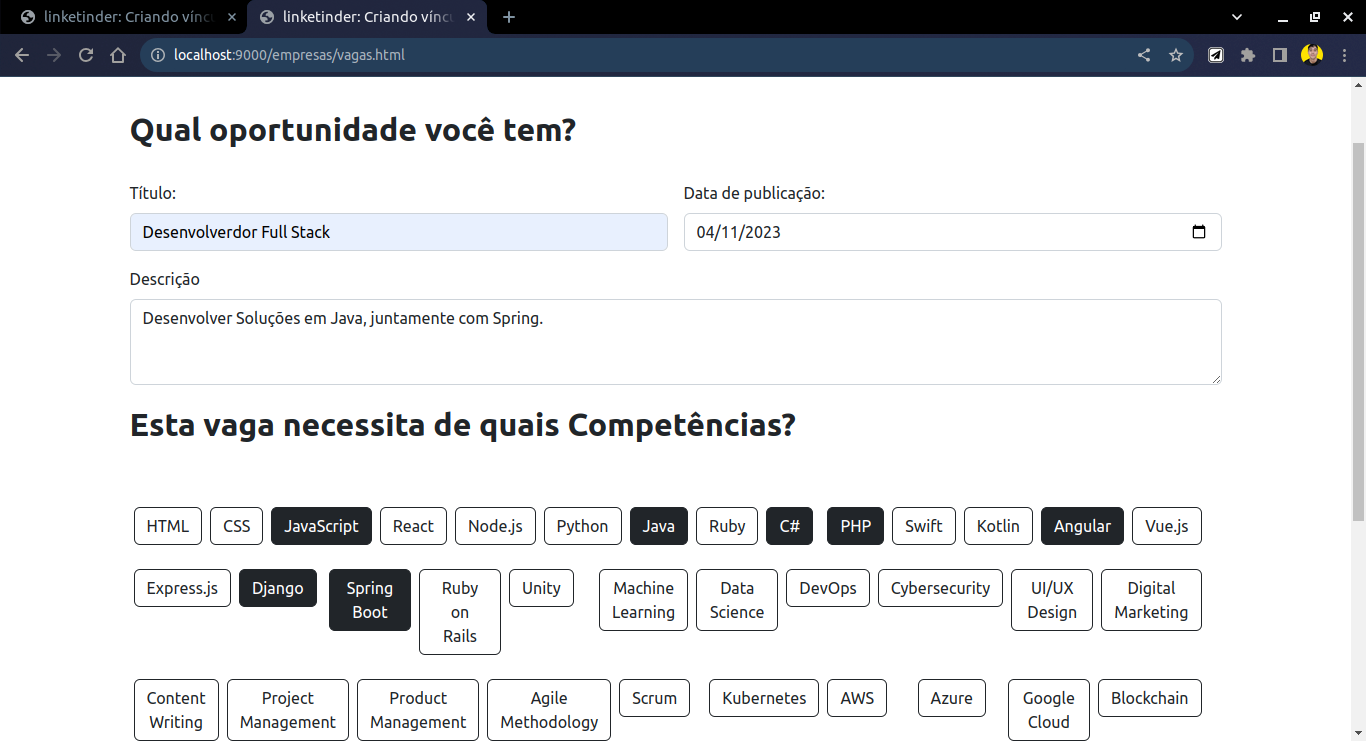 linketinder: Criando vínc
linketinder: Criando vínc
localhost:9000/empresas/vagas.html
Qual oportunidade você tem?
Título:
Data de publicação:
Desenvolverdor Full Stack
04/11/2023
Descrição
Desenvolver Soluções em Java, juntamente com Spring.
Esta vaga necessita de quais Competências?
HTML CSS JavaScript React Node.js Python Java Ruby C# PHP Swift Kotlin Angular Vue.js
Express.js
Django
Spring
Boot
Ruby
on
Rails
Unity
Machine
Learning
Data
Science
DevOps
Cybersecurity
UI/UX
Design
Digital
Marketing
Content
Writing
Project
Management
Product
Management
Agile
Methodology
Scrum
Kubernetes
AWS
Azure
Google
Cloud
Blockchain